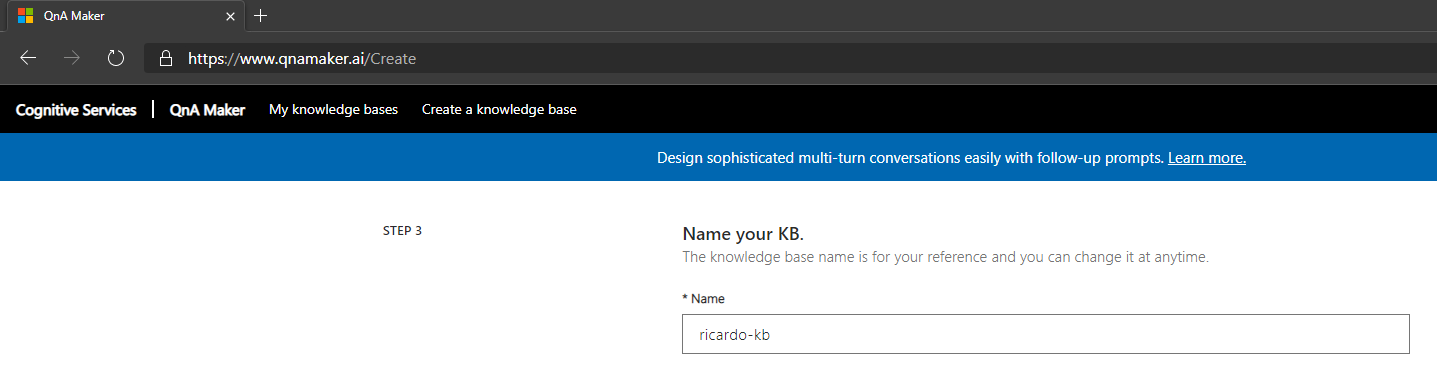 QnA Maker
https://www.qnamaker.ai/Create
Cognitive Services | QnA Maker My knowledge bases Create a knowledge base
Design sophisticated multi-turn conversations easily with follow-up prompts. Learn more.
STEP 3
Name your KB.
The knowledge base name is for your reference and you can change it at anytime.
* Name
ricardo-kb